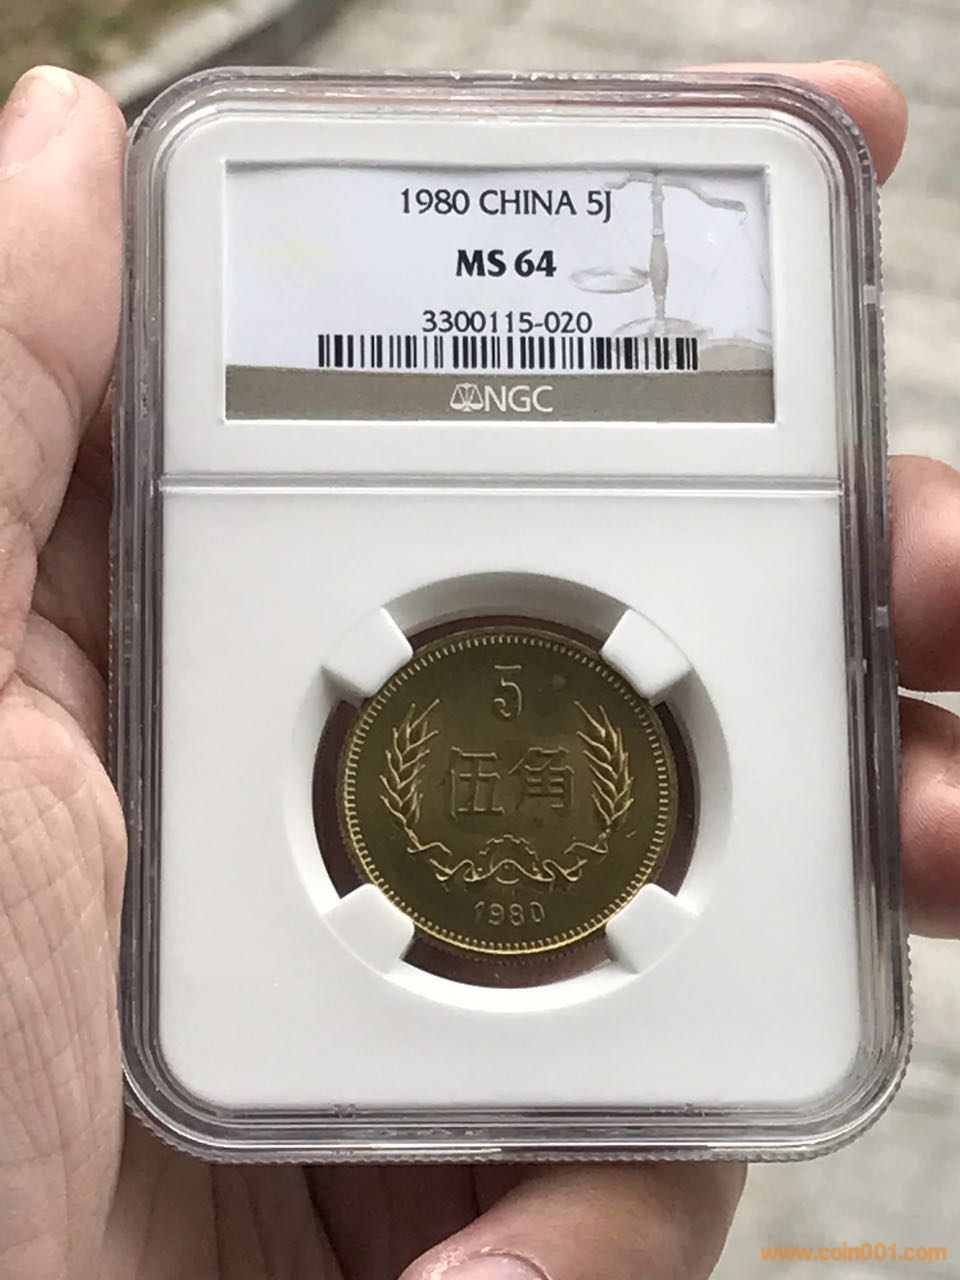 1980 CHINA 5J
MS 64
3300115-020
NGC
5
伍角
1980
www.coin001.com